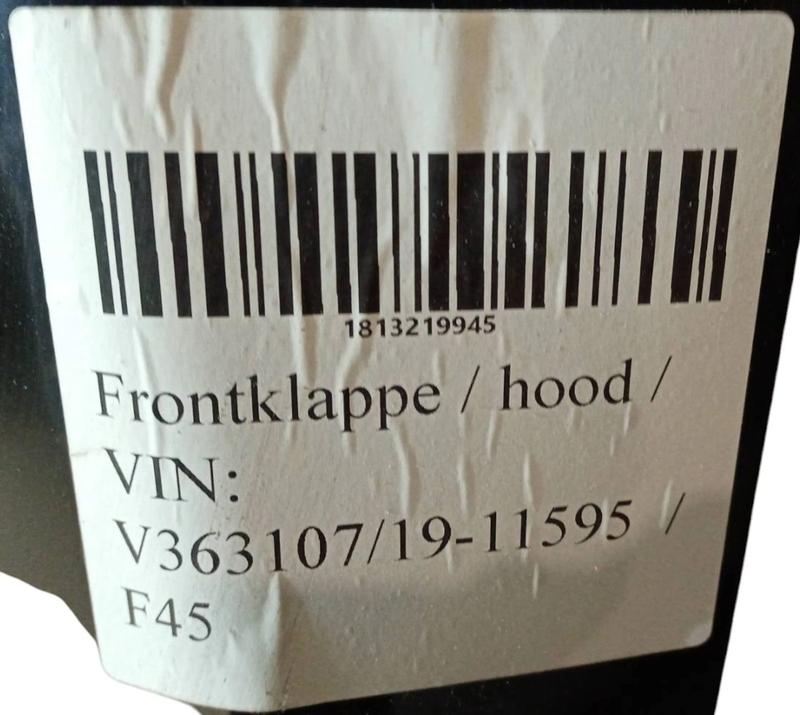 1813219945
Frontklappe / hood /
VIN:
V363107/19-11595 /
F45